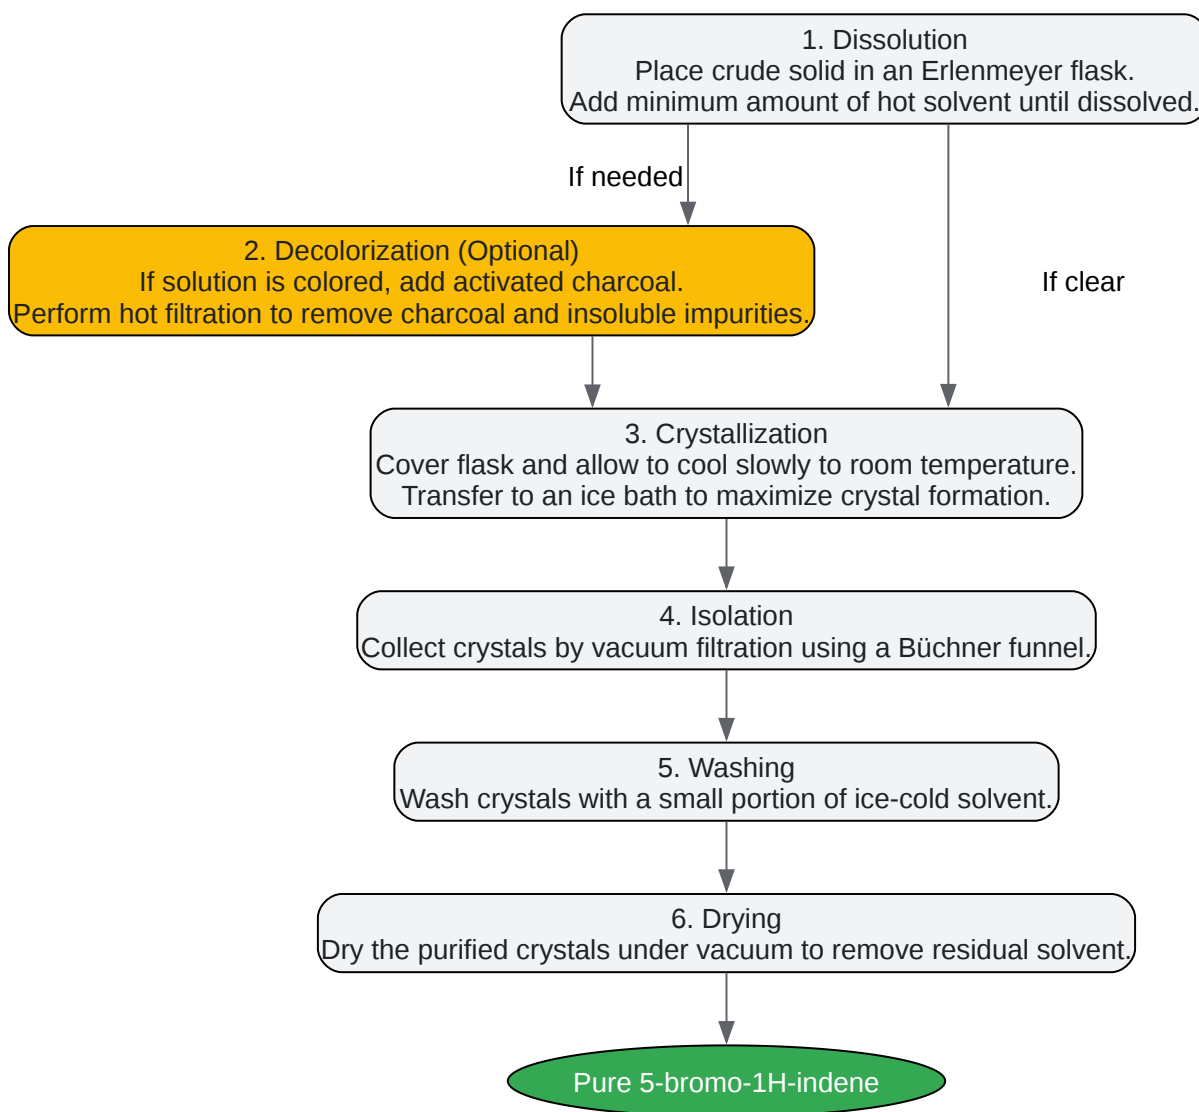 1. Dissolution
Place crude solid in an Erlenmeyer flask.
Add minimum amount of hot solvent until dissolved.
If needed
2. Decolorization (Optional)
If solution is colored, add activated charcoal.
Perform hot filtration to remove charcoal and insoluble impurities.
If clear
3. Crystallization
Cover flask and allow to cool slowly to room temperature.
Transfer to an ice bath to maximize crystal formation.
4. Isolation
Collect crystals by vacuum filtration using a Büchner funnel.
5. Washing
Wash crystals with a small portion of ice-cold solvent.
6. Drying
Dry the purified crystals under vacuum to remove residual solvent.
Pure 5-bromo-1H-indene